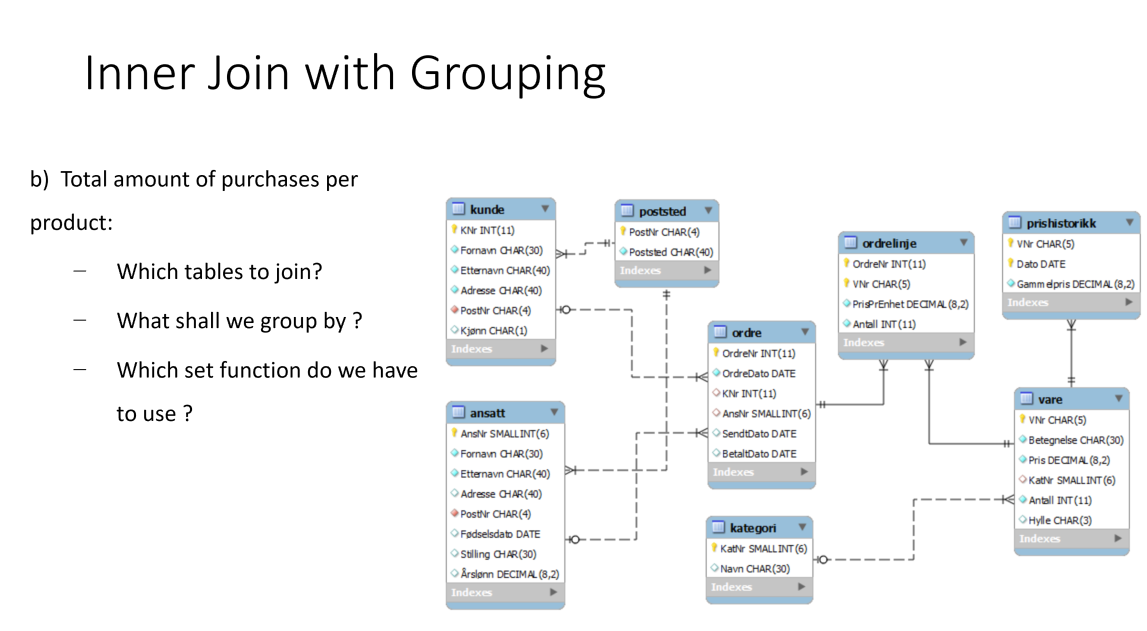 Inner Join with Grouping
b) Total amount of purchases per
product:
– Which tables to join?
– What shall we group by ?
– Which set function do we have
to use ?
kunde
KNr INT(11)
Fornavn CHAR(30)
Etternavn CHAR(40)
Adresse CHAR(40)
PostNr CHAR(4)
Kjønn CHAR(1)
Indexes
poststed
PostNr CHAR(4)
Poststed CHAR(40)
Indexes
ansatt
AnsNr SMALLINT(6)
Fornavn CHAR(30)
Etternavn CHAR(40)
Adresse CHAR(40)
PostNr CHAR(4)
Fødselsdato DATE
Stilling CHAR(30)
Årslønn DECIMAL(8,2)
Indexes
ordre
OrdreNr INT(11)
OrdreDato DATE
KNr INT(11)
AnsNr SMALLINT(6)
SendtDato DATE
BetaltDato DATE
Indexes
kategori
KatNr SMALLINT(6)
Navn CHAR(30)
Indexes
ordrelinje
OrdreNr INT(11)
VNr CHAR(5)
PrisPrEnhet DECIMAL(8,2)
Antall INT(11)
Indexes
prishistorikk
VNr CHAR(5)
Dato DATE
Gammelpris DECIMAL(8,2)
Indexes
vare
VNr CHAR(5)
Betegnelse CHAR(30)
Pris DECIMAL(8,2)
KatNr SMALLINT(6)
Antall INT(11)
Hylle CHAR(3)
Indexes